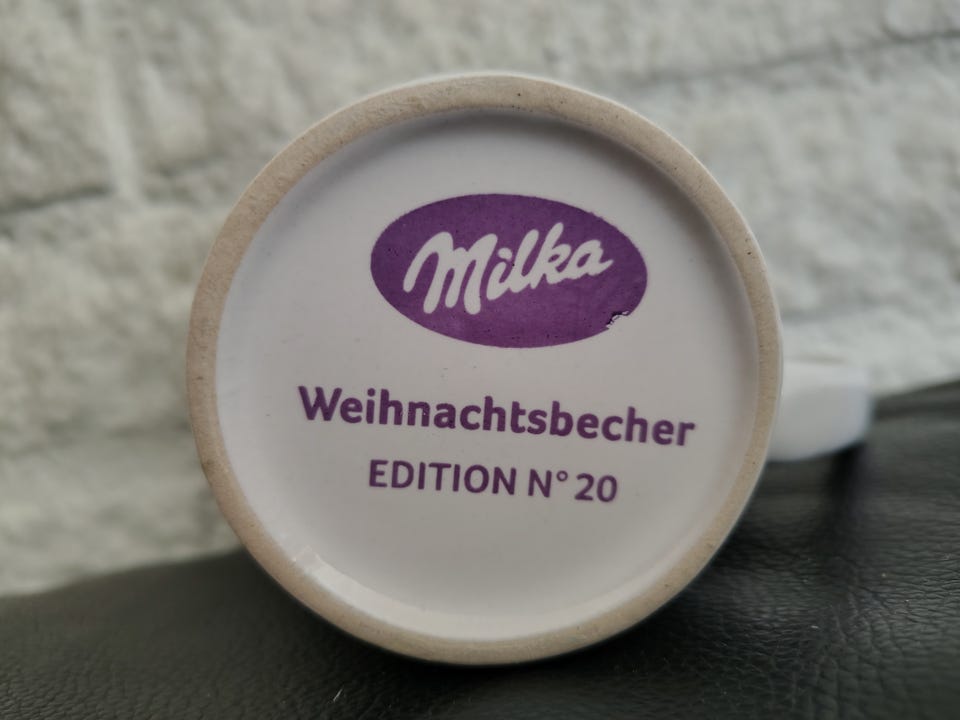 Milka
Weihnachtsbecher
EDITION N° 20